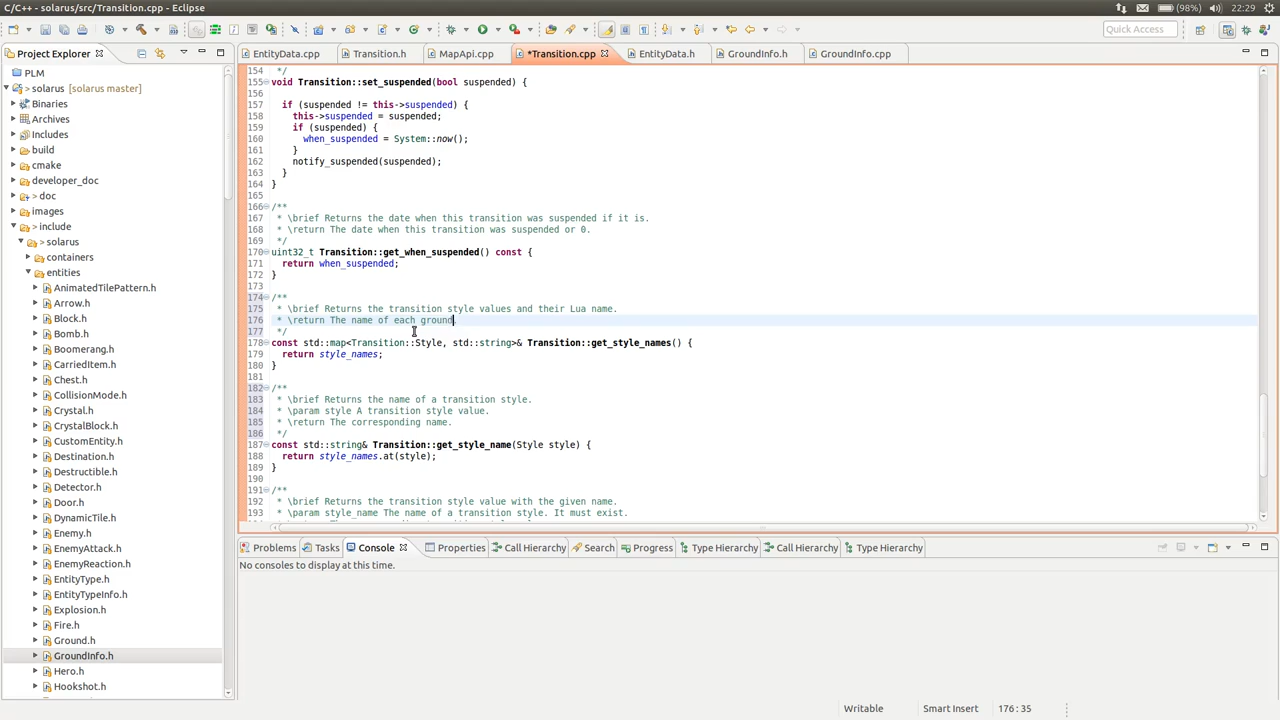 C/C++ - solarus/src/Transition.cpp - Eclipse
(98%)
22:29
Quick Access
Project Explorer
EntityData.cpp
Transition.h
MapApi.cpp
*Transition.cpp
EntityData.h
GroundInfo.h
GroundInfo.cpp
PLM
solarus [solarus master]
Binaries
Archives
Includes
build
cmake
developer_doc
> doc
images
> include
> solarus
containers
entities
AnimatedTilePattern.h
Arrow.h
Block.h
Bomb.h
Boomerang.h
CarriedItem.h
Chest.h
CollisionMode.h
Crystal.h
CrystalBlock.h
CustomEntity.h
Destination.h
Destructible.h
Detector.h
Door.h
DynamicTile.h
Enemy.h
EnemyAttack.h
EnemyReaction.h
EntityType.h
EntityTypeInfo.h
Explosion.h
Fire.h
Ground.h
GroundInfo.h
Hero.h
Hookshot.h
154 */
155 void Transition::set_suspended(bool suspended) {
156
157 if (suspended != this->suspended) {
158 this->suspended = suspended;
159 if (suspended) {
160 when_suspended = System::now();
161 }
162 notify_suspended(suspended);
163 }
164 }
165
166 /**
167 * \brief Returns the date when this transition was suspended if it is.
168 * \return The date when this transition was suspended or 0.
169 */
170 uint32_t Transition::get_when_suspended() const {
171 return when_suspended;
172 }
173
174 /**
175 * \brief Returns the transition style values and their Lua name.
176 * \return The name of each ground.
177 */
178 const std::map<Transition::Style, std::string>& Transition::get_style_names() {
179 return style_names;
180 }
181
182 /**
183 * \brief Returns the name of a transition style.
184 * \param style A transition style value.
185 * \return The corresponding name.
186 */
187 const std::string& Transition::get_style_name(Style style) {
188 return style_names.at(style);
189 }
190
191 /**
192 * \brief Returns the transition style value with the given name.
193 * \param style_name The name of a transition style. It must exist.
Problems
Tasks
Console
Properties
Call Hierarchy
Search
Progress
Type Hierarchy
Call Hierarchy
Type Hierarchy
No consoles to display at this time.
Writable
Smart Insert
176 : 35